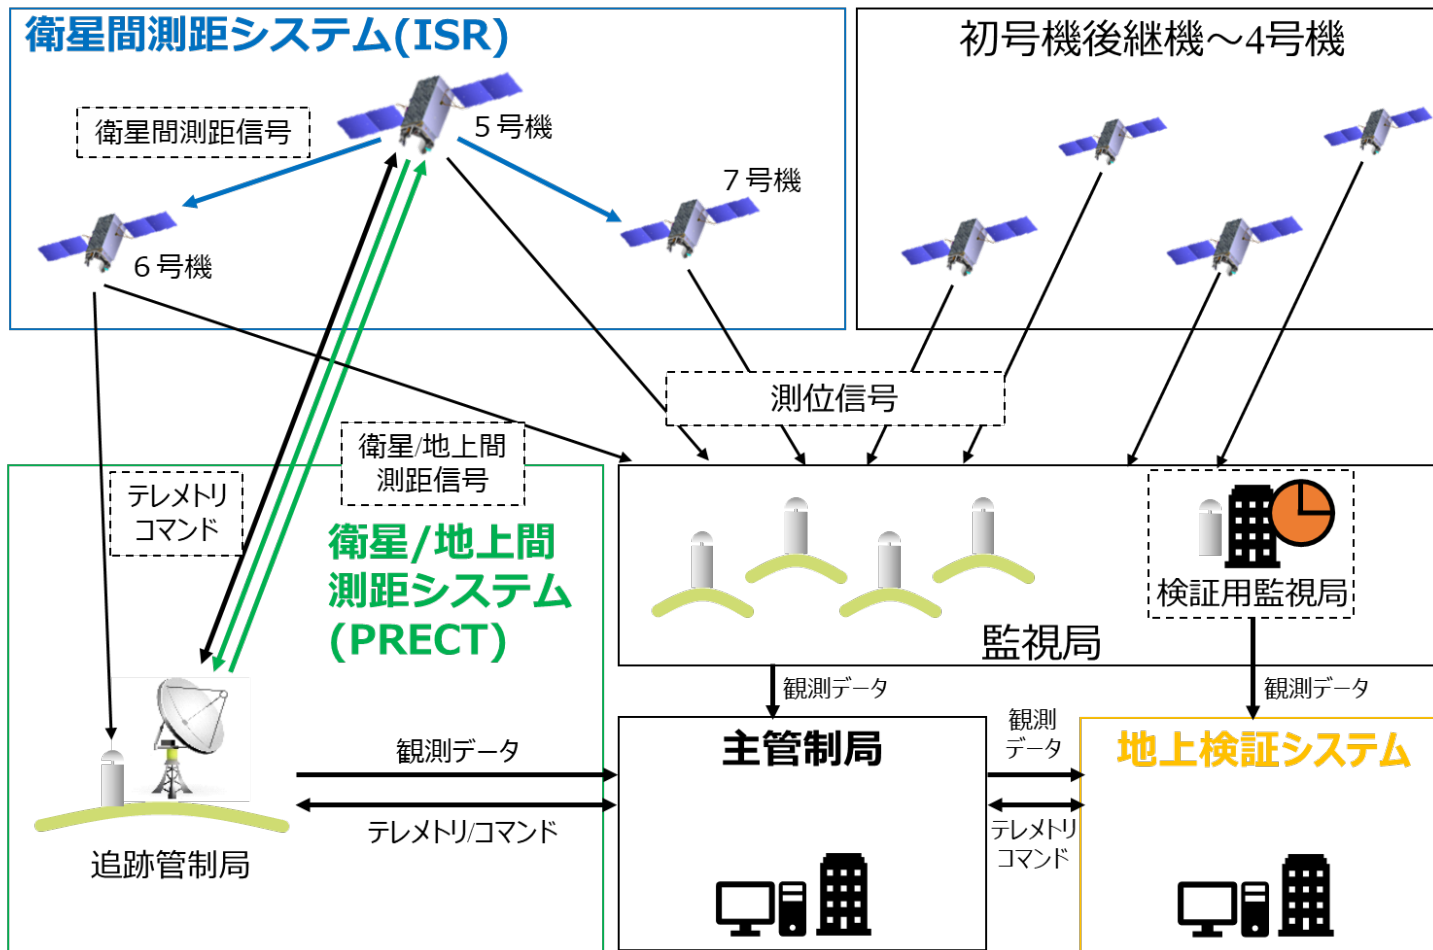 衛星間測距システム(ISR)
初号機後継機～4号機
衛星間測距信号
５号機
７号機
６号機
測位信号
衛星/地上間
測距信号
テレメトリ
コマンド
衛星/地上間
測距システム
(PRECT)
検証用監視局
監視局
観測データ
観測データ
主管制局
観測
データ
地上検証システム
観測データ
テレメトリ/コマンド
テレメトリ
コマンド
追跡管制局